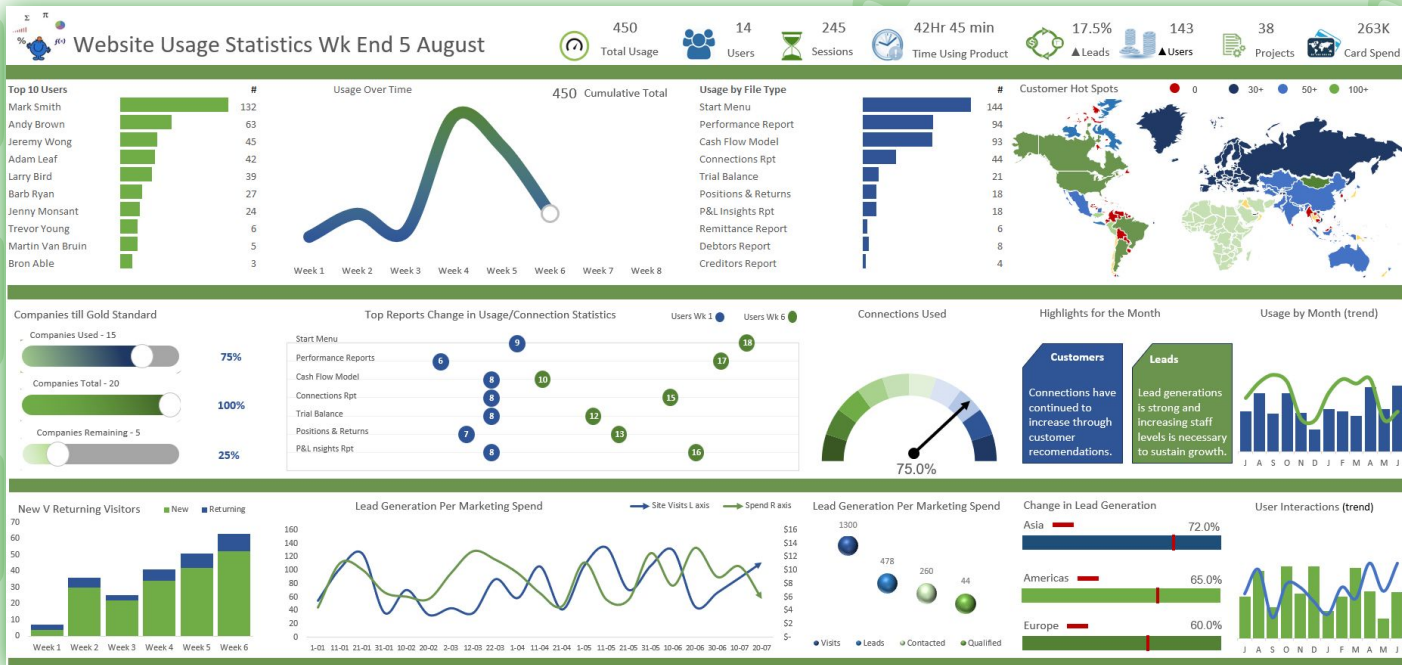 Σ π
% f(x)
Website Usage Statistics Wk End 5 August
450
Total Usage
14
Users
245
Sessions
42Hr 45 min
Time Using Product
17.5%
▲Leads
143
▲Users
38
Projects
263K
Card Spend
Top 10 Users #
Mark Smith 132
Andy Brown 63
Jeremy Wong 45
Adam Leaf 42
Larry Bird 39
Barb Ryan 27
Jenny Monsant 24
Trevor Young 6
Martin Van Bruin 5
Bron Able 3
Usage Over Time
450 Cumulative Total
Week 1 Week 2 Week 3 Week 4 Week 5 Week 6 Week 7 Week 8
Usage by File Type #
Start Menu 144
Performance Report 94
Cash Flow Model 93
Connections Rpt 44
Trial Balance 21
Positions & Returns 18
P&L Insights Rpt 18
Remittance Report 6
Debtors Report 8
Creditors Report 4
Customer Hot Spots 0 30+ 50+ 100+
Companies till Gold Standard
Companies Used - 15
75%
Companies Total - 20
100%
Companies Remaining - 5
25%
Top Reports Change in Usage/Connection Statistics
Users Wk 1 Users Wk 6
Start Menu 9 18
Performance Reports 6 17
Cash Flow Model 8 10
Connections Rpt 8 15
Trial Balance 8 12
Positions & Returns 7 13
P&L nsights Rpt 8 16
Connections Used
75.0%
Highlights for the Month
Customers
Connections have
continued to
increase through
customer
recomendations.
Leads
Lead generations
is strong and
increasing staff
levels is necessary
to sustain growth.
Usage by Month (trend)
J A S O N D J F M A M J
New V Returning Visitors New Returning
70
60
50
40
30
20
10
0
Week 1 Week 2 Week 3 Week 4 Week 5 Week 6
Lead Generation Per Marketing Spend
Site Visits L axis Spend R axis
160 $16
140 $14
120 $12
100 $10
80 $8
60 $6
40 $4
20 $2
0 $-
1-01 11-01 21-01 31-01 10-02 20-02 2-03 12-03 22-03 1-04 11-04 21-04 1-05 11-05 21-05 31-05 10-06 20-06 30-06 10-07 20-07
Lead Generation Per Marketing Spend
1300
478
260
44
Visits Leads Contacted Qualified
Change in Lead Generation
Asia 72.0%
Americas 65.0%
Europe 60.0%
User Interactions (trend)
J A S O N D J F M A M J